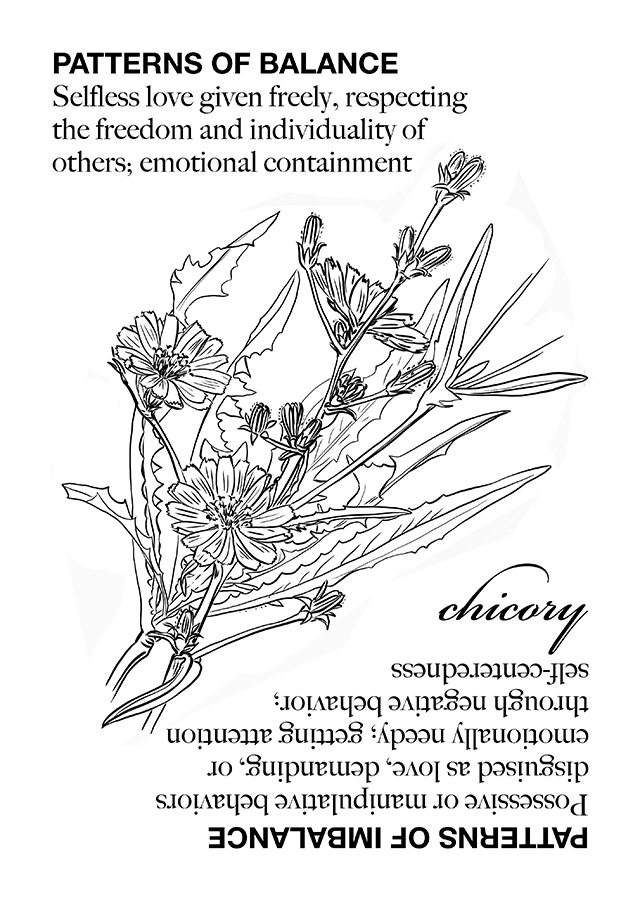 PATTERNS OF BALANCE
Selfless love given freely, respecting
the freedom and individuality of
others; emotional containment
chicory
PATTERNS OF IMBALANCE
Possessive or manipulative behaviors
disguised as love, demanding, or
emotionally needy; getting attention
through negative behavior;
self-centeredness